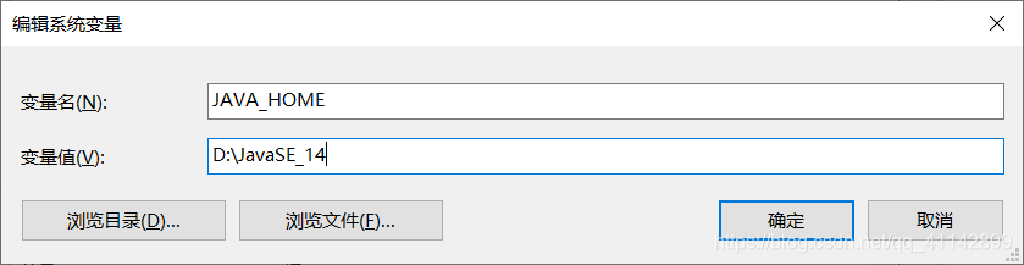 编辑系统变量
变量名(N):
JAVA_HOME
变量值(V):
D:\JavaSE_14
浏览目录(D)...
浏览文件(F)...
确定
取消
https://blog.csdn.net/qq_41142809